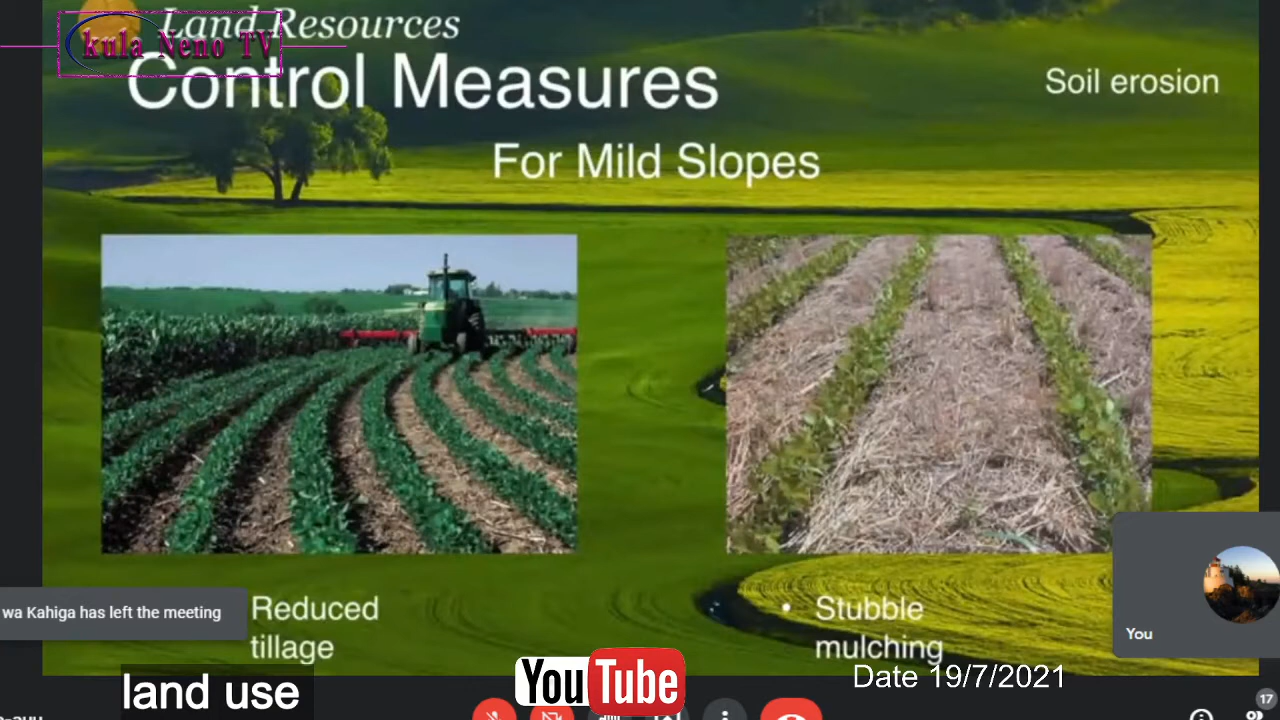 Land Resources
kula Neno TV
Control Measures
Soil erosion
For Mild Slopes
wa Kahiga has left the meeting
Reduced
tillage
• Stubble
mulching
You
Date 19/7/2021
land use
YouTube
17